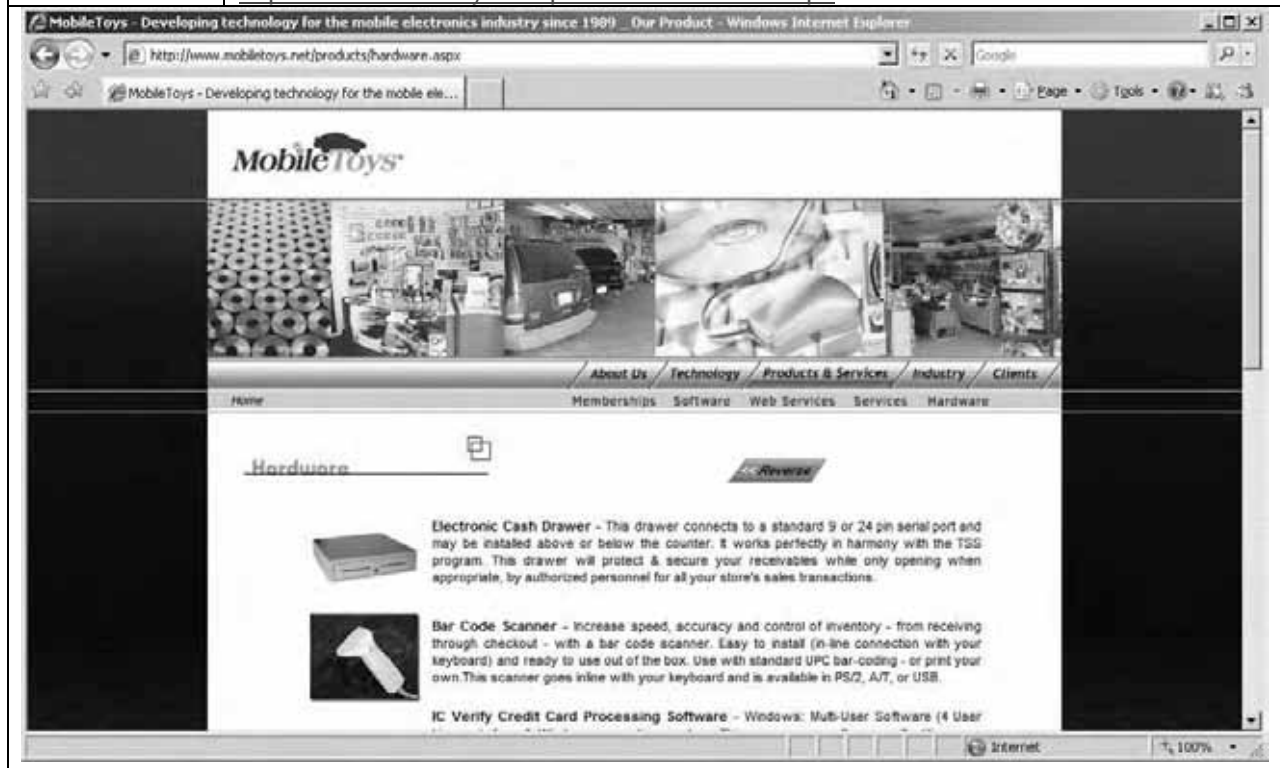 MobileToys - Developing technology for the mobile electronics industry since 1989 _ Our Product - Windows Internet Explorer
http://www.mobiletoys.net/products/hardware.aspx
Google
MobileToys - Developing technology for the mobile ele...
Page
Tools
MobileToys
About Us / Technology / Products & Services / Industry / Clients
Home
Memberships Software Web Services Services Hardware
Hardware
Reverse
Electronic Cash Drawer - This drawer connects to a standard 9 or 24 pin serial port and
may be installed above or below the counter. It works perfectly in harmony with the TSS
program. This drawer will protect & secure your receivables while only opening when
appropriate, by authorized personnel for all your store's sales transactions.
Bar Code Scanner - Increase speed, accuracy and control of inventory - from receiving
through checkout - with a bar code scanner. Easy to install (in-line connection with your
keyboard) and ready to use out of the box. Use with standard UPC bar-coding - or print your
own.This scanner goes inline with your keyboard and is available in PS/2, A/T, or USB.
IC Verify Credit Card Processing Software - Windows: Multi-User Software (4 User
Internet
100%